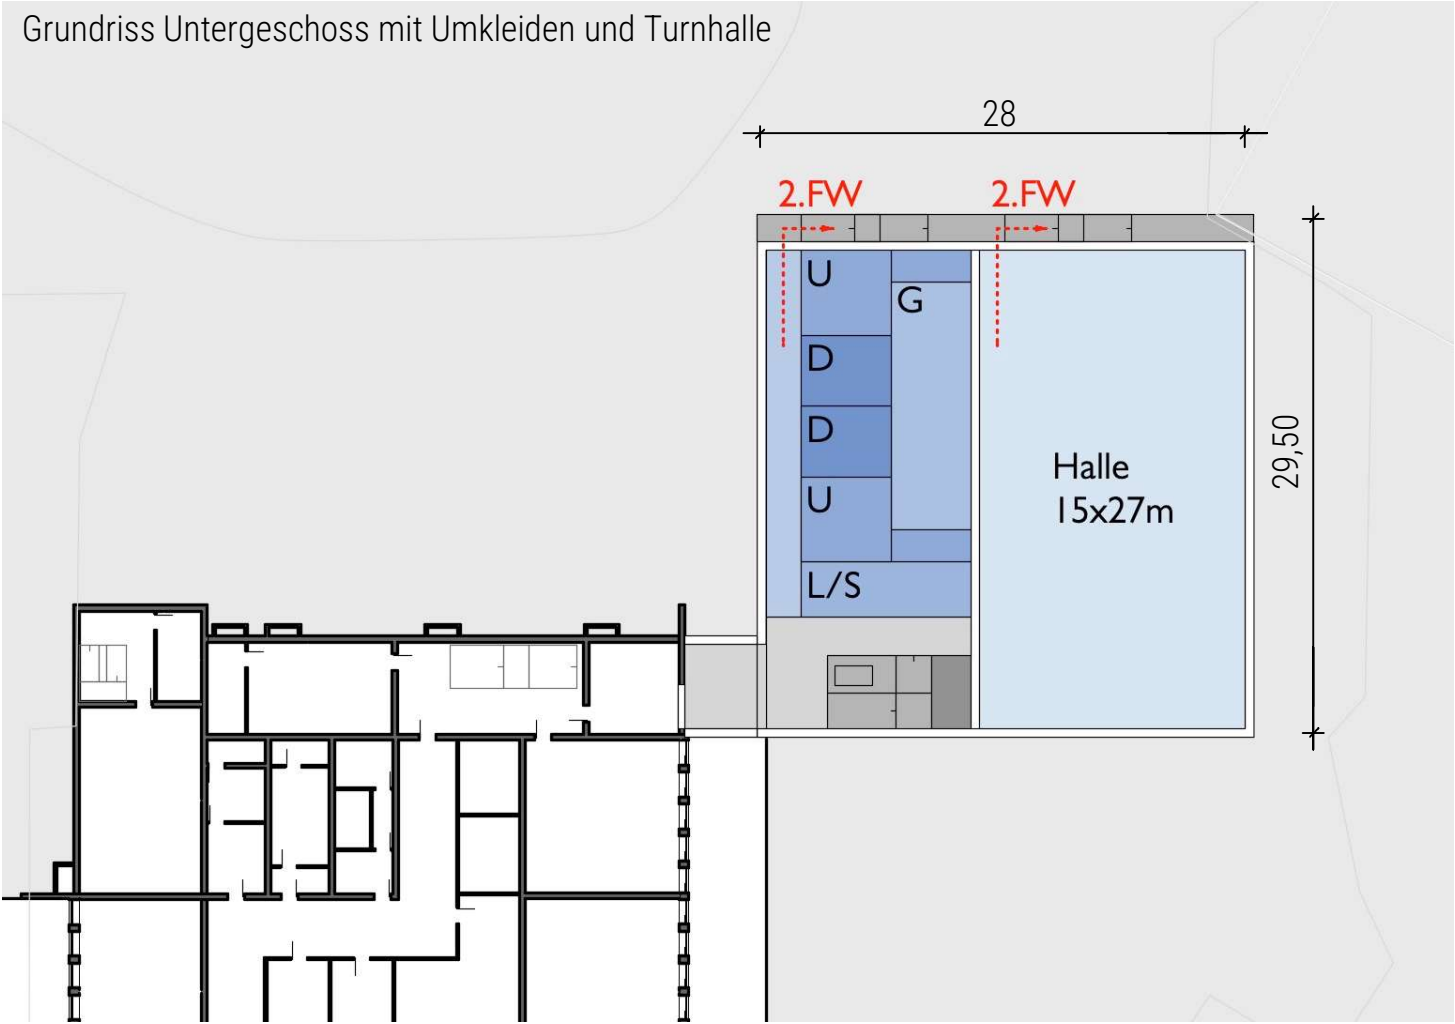 Grundriss Untergeschoss mit Umkleiden und Turnhalle
28
2.FW
2.FW
U
G
D
D
U
L/S
Halle
15x27m
29,50